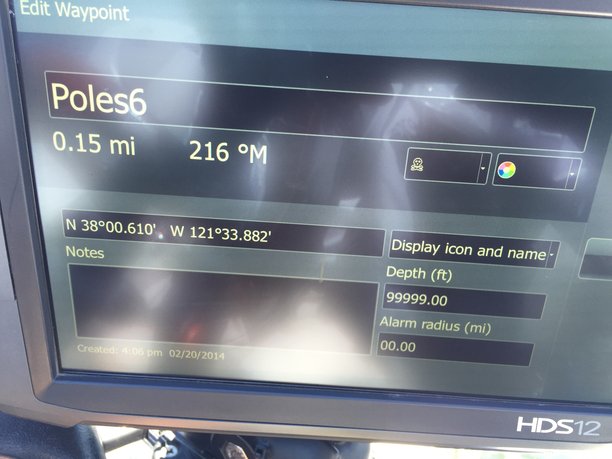 Edit Waypoint
Poles6
0.15 mi 216 °M
N 38°00.610' W 121°33.882'
Display icon and name
Notes
Depth (ft)
99999.00
Alarm radius (mi)
00.00
Created: 4:06 pm 02/20/2014
HDS12